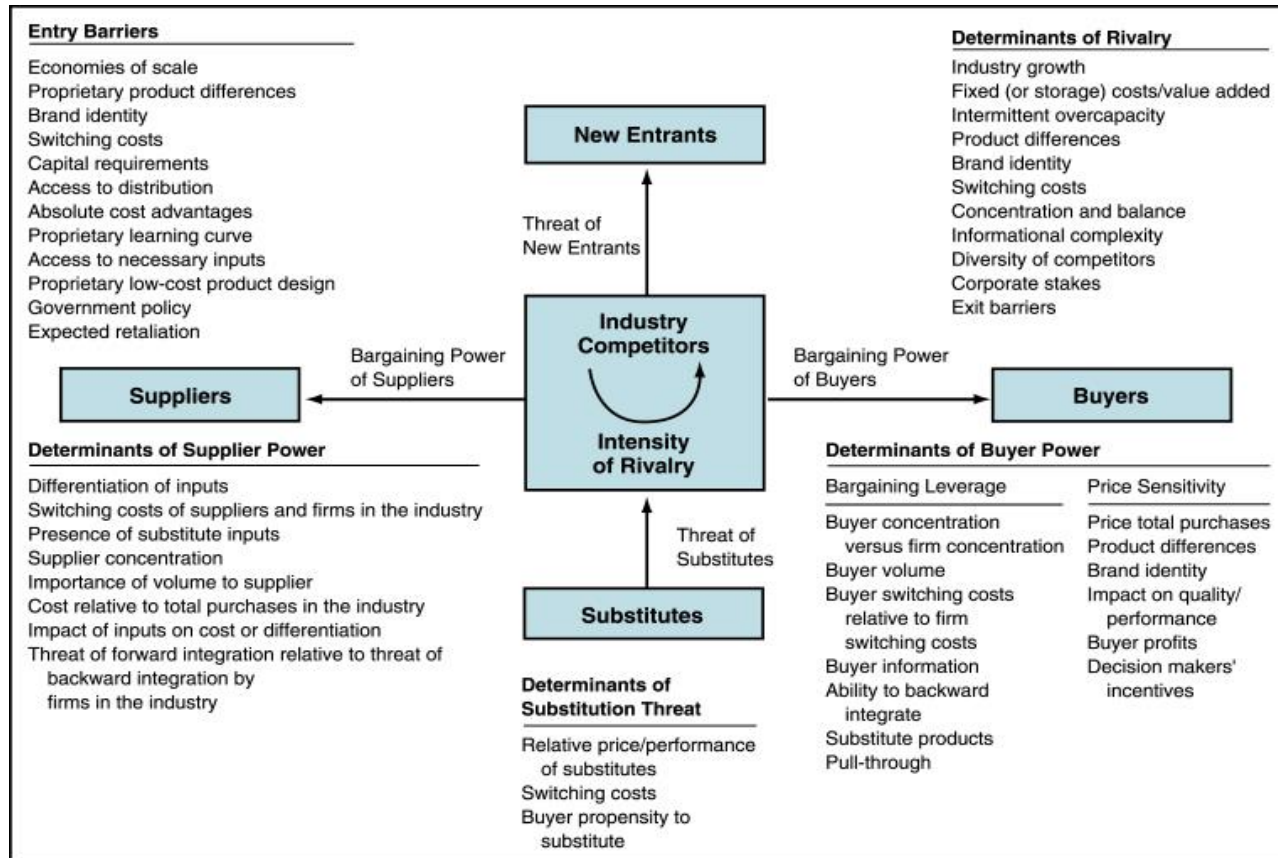 Entry Barriers
Economies of scale
Proprietary product differences
Brand identity
Switching costs
Capital requirements
Access to distribution
Absolute cost advantages
Proprietary learning curve
Access to necessary inputs
Proprietary low-cost product design
Government policy
Expected retaliation
New Entrants
Threat of
New Entrants
Determinants of Rivalry
Industry growth
Fixed (or storage) costs/value added
Intermittent overcapacity
Product differences
Brand identity
Switching costs
Concentration and balance
Informational complexity
Diversity of competitors
Corporate stakes
Exit barriers
Suppliers
Bargaining Power
of Suppliers
Industry
Competitors
Intensity
of Rivalry
Bargaining Power
of Buyers
Buyers
Determinants of Supplier Power
Differentiation of inputs
Switching costs of suppliers and firms in the industry
Presence of substitute inputs
Supplier concentration
Importance of volume to supplier
Cost relative to total purchases in the industry
Impact of inputs on cost or differentiation
Threat of forward integration relative to threat of
backward integration by
firms in the industry
Threat of
Substitutes
Substitutes
Determinants of
Substitution Threat
Relative price/performance
of substitutes
Switching costs
Buyer propensity to
substitute
Determinants of Buyer Power
Bargaining Leverage
Buyer concentration
versus firm concentration
Buyer volume
Buyer switching costs
relative to firm
switching costs
Buyer information
Ability to backward
integrate
Substitute products
Pull-through
Price Sensitivity
Price total purchases
Product differences
Brand identity
Impact on quality/
performance
Buyer profits
Decision makers'
incentives